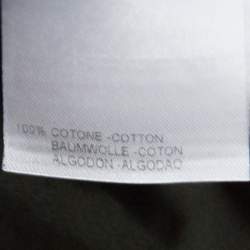 100% COTONE -COTTON
BAUMWOLLE -COTON
ALGODON -ALGODAO